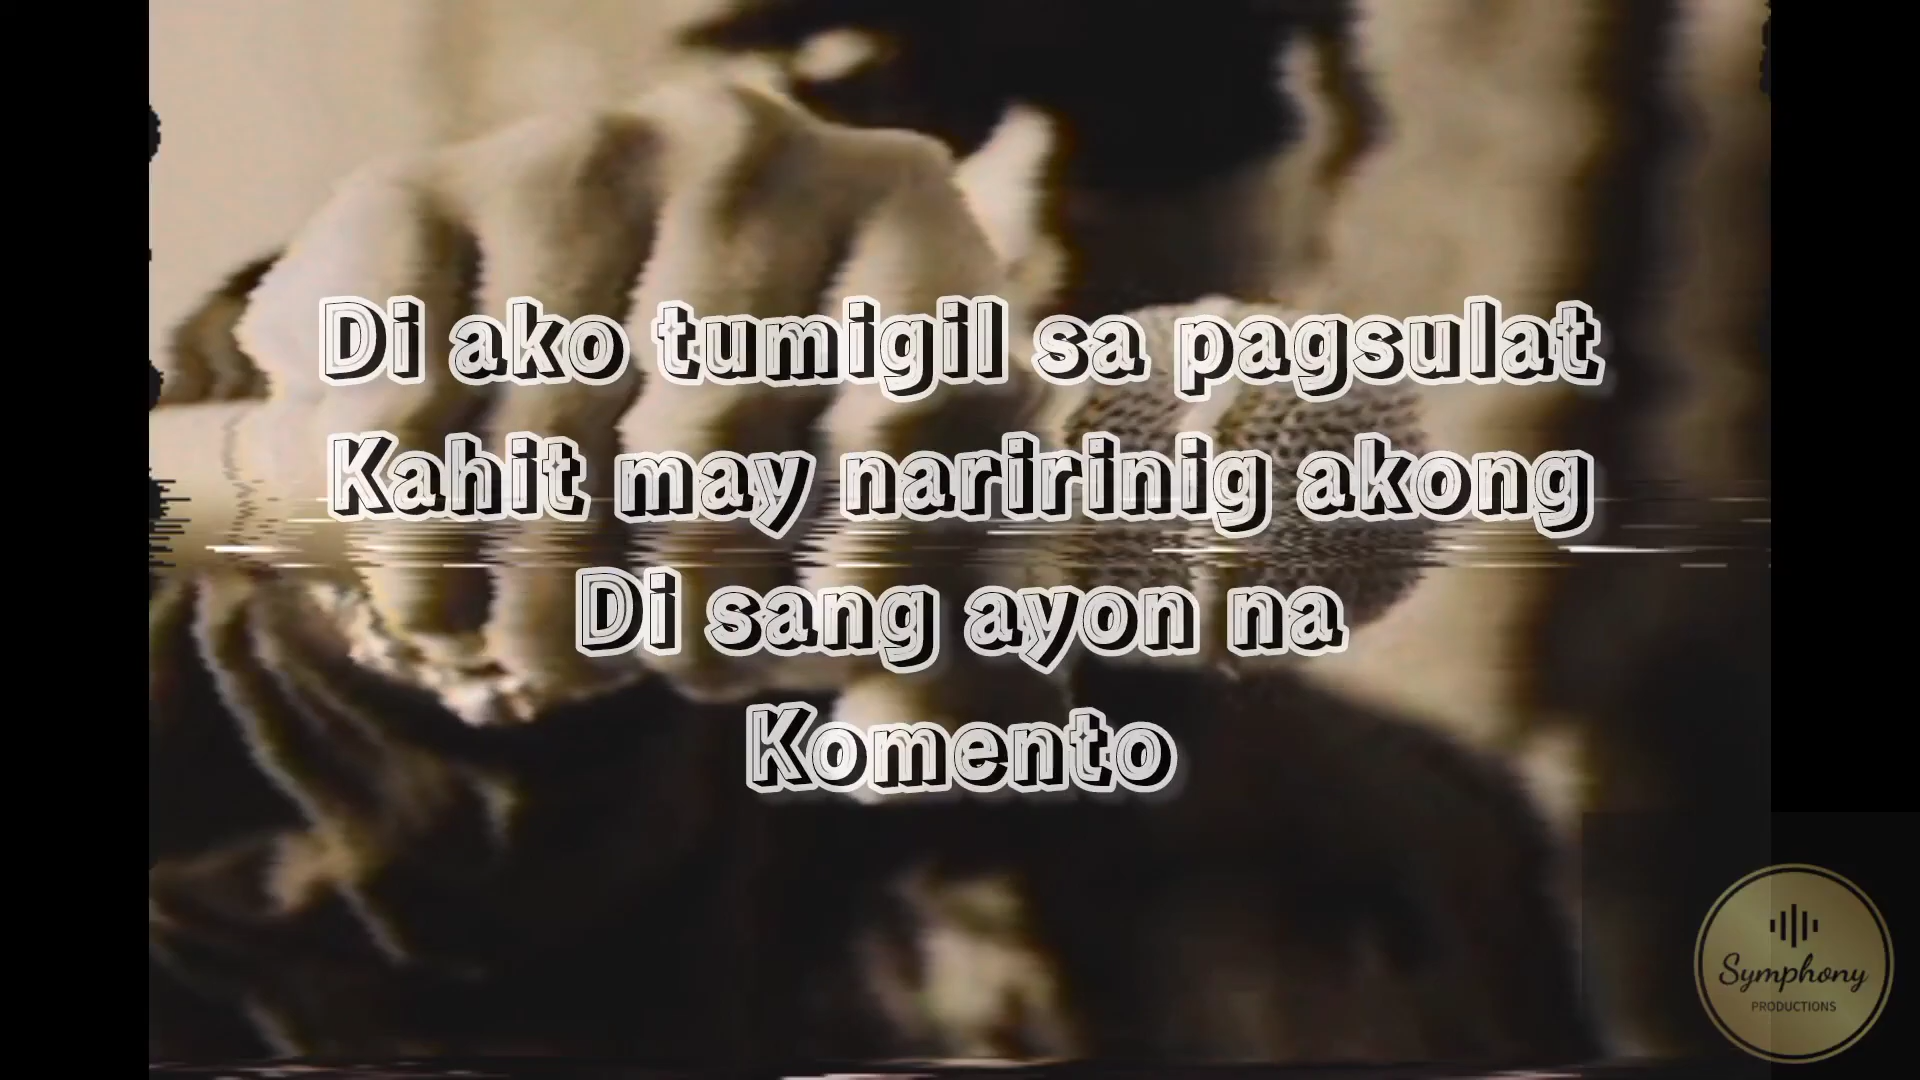 Di ako tumigil sa pagsulat
Kahit may naririnig akong
Di sang ayon na
Komento
Symphony
PRODUCTIONS